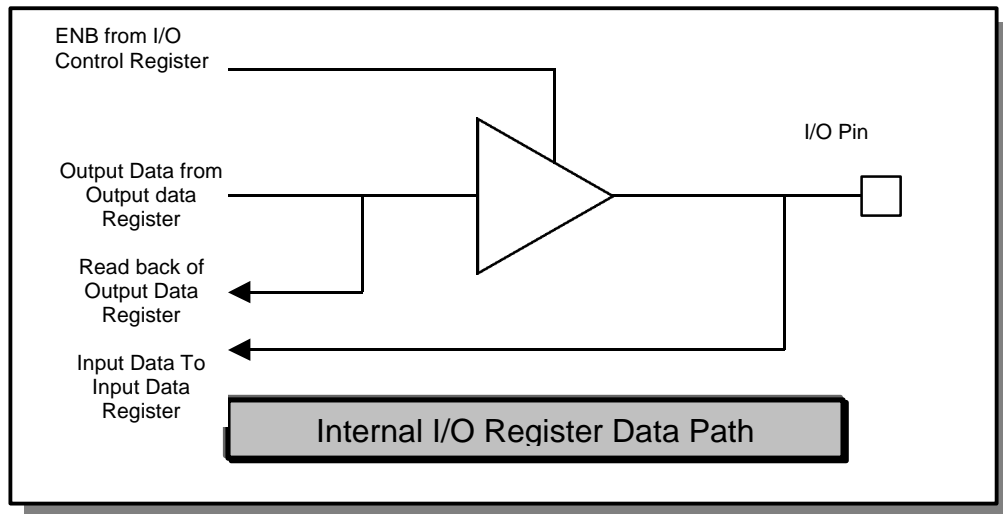 ENB from I/O
Control Register
I/O Pin
Output Data from
Output data
Register
Read back of
Output Data
Register
Input Data To
Input Data
Register
Internal I/O Register Data Path